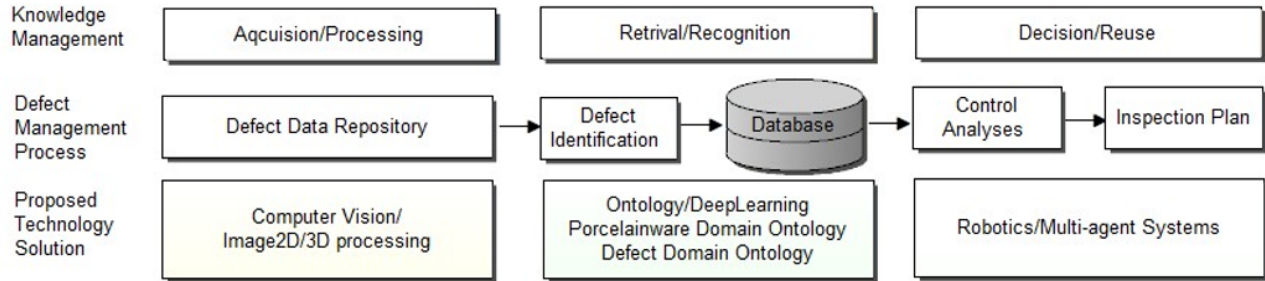 Knowledge
Management
Aqcuision/Processing
Retrival/Recognition
Decision/Reuse
Defect
Management
Process
Defect Data Repository
Defect
Identification
Database
Control
Analyses
Inspection Plan
Proposed
Technology
Solution
Computer Vision/
Image2D/3D processing
Ontology/DeepLearning
Porcelainware Domain Ontology
Defect Domain Ontology
Robotics/Multi-agent Systems